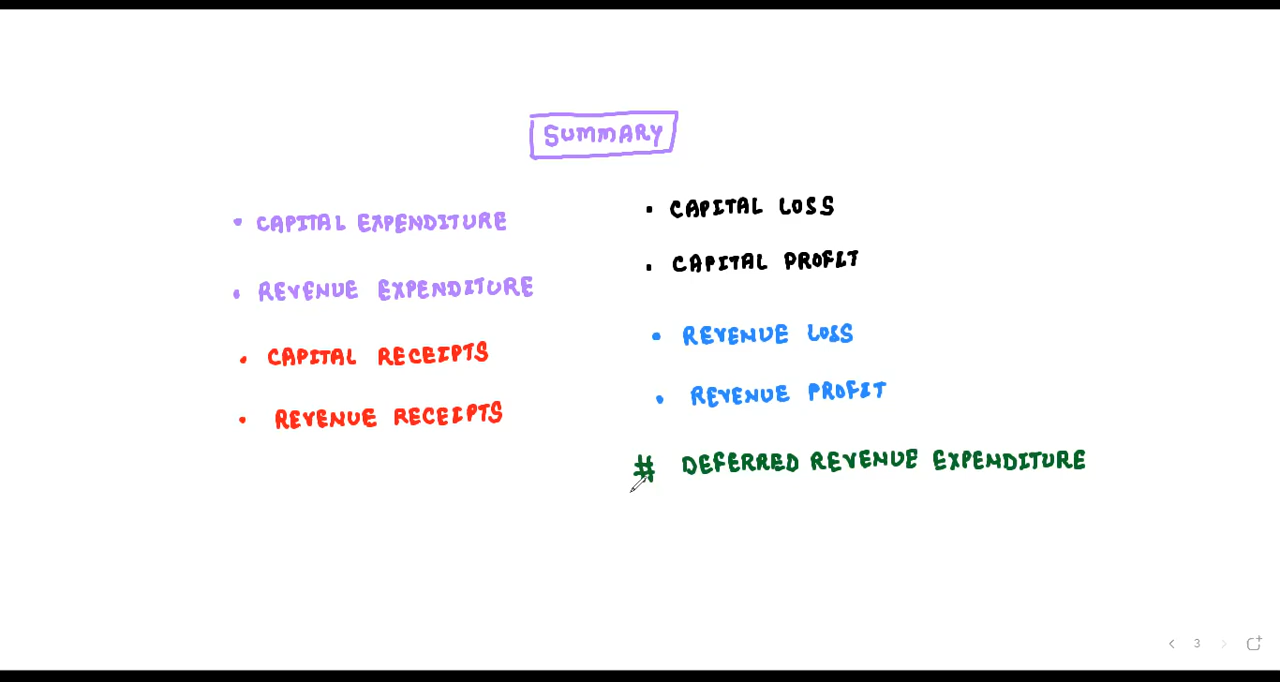 SUMMARY
• CAPITAL EXPENDITURE
• REVENUE EXPENDITURE
• CAPITAL RECEIPTS
• REVENUE RECEIPTS
• CAPITAL LOSS
• CAPITAL PROFIT
• REVENUE LOSS
• REVENUE PROFIT
# DEFERRED REVENUE EXPENDITURE
< 3 >